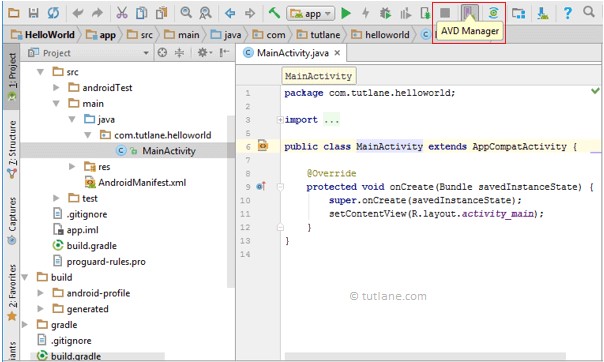 app
AVD Manager
HelloWorld
app
src
main
java
com
tutlane
helloworld
Project
MainActivity.java
1: Project
7: Structure
Captures
2: Favorites
iants
src
androidTest
main
java
com.tutlane.helloworld
MainActivity
res
AndroidManifest.xml
test
.gitignore
app.iml
build.gradle
proguard-rules.pro
build
android-profile
generated
gradle
.gitignore
build.gradle
MainActivity
1 package com.tutlane.helloworld;
2
3 import ...
5
6 public class MainActivity extends AppCompatActivity {
7
8 @Override
9 protected void onCreate(Bundle savedInstanceState) {
10 super.onCreate(savedInstanceState);
11 setContentView(R.layout.activity_main);
12 }
13 }
14
© tutlane.com